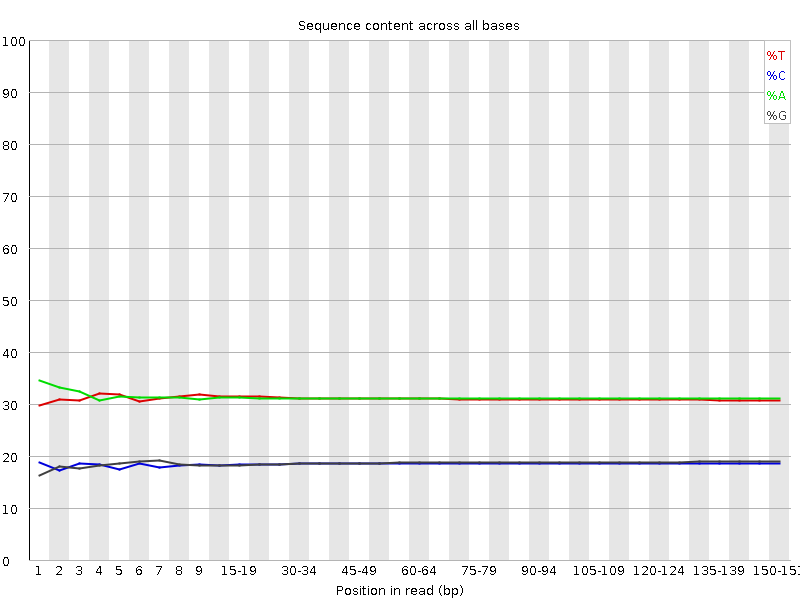 Sequence content across all bases
100
90
80
70
60
50
40
30
20
10
0
%T
%C
%A
%G
1 2 3 4 5 6 7 8 9 15-19 30-34 45-49 60-64 75-79 90-94 105-109 120-124 135-139 150-151
Position in read (bp)